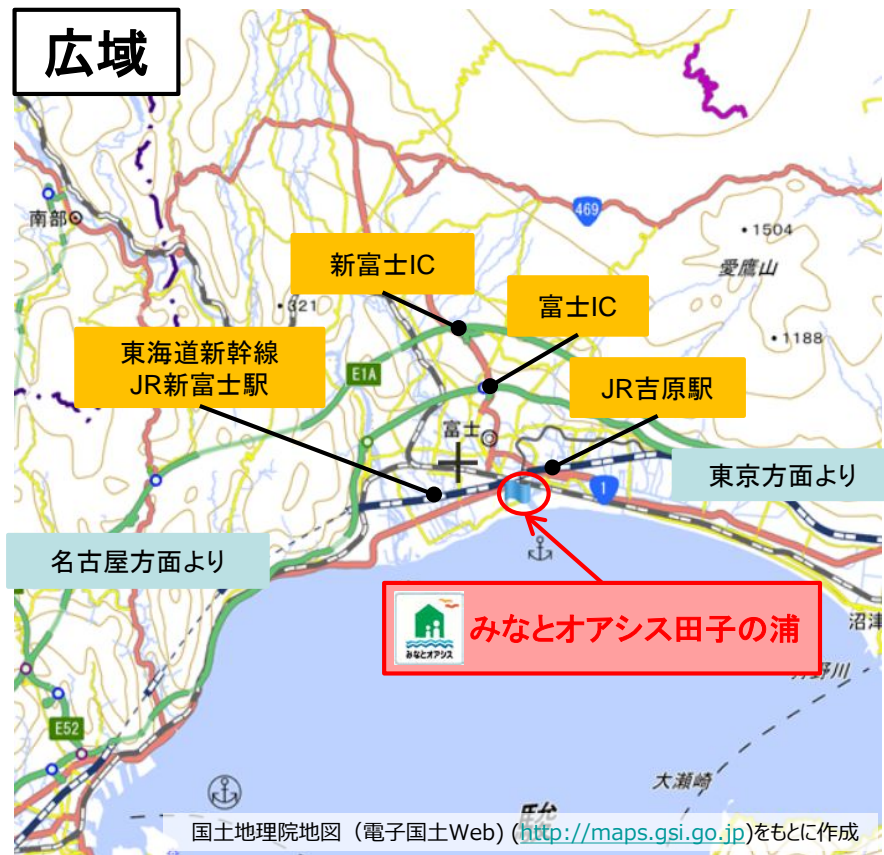 広域
469
南部
・1504
愛鷹山
新富士IC
・321
富士IC
・1188
東海道新幹線
JR新富士駅
E1A
JR吉原駅
富士
東京方面より
1
名古屋方面より
みなとオアシス
みなとオアシス田子の浦
沼津
E52
大瀬崎
国土地理院地図（電子国土Web) (http://maps.gsi.go.jp)をもとに作成